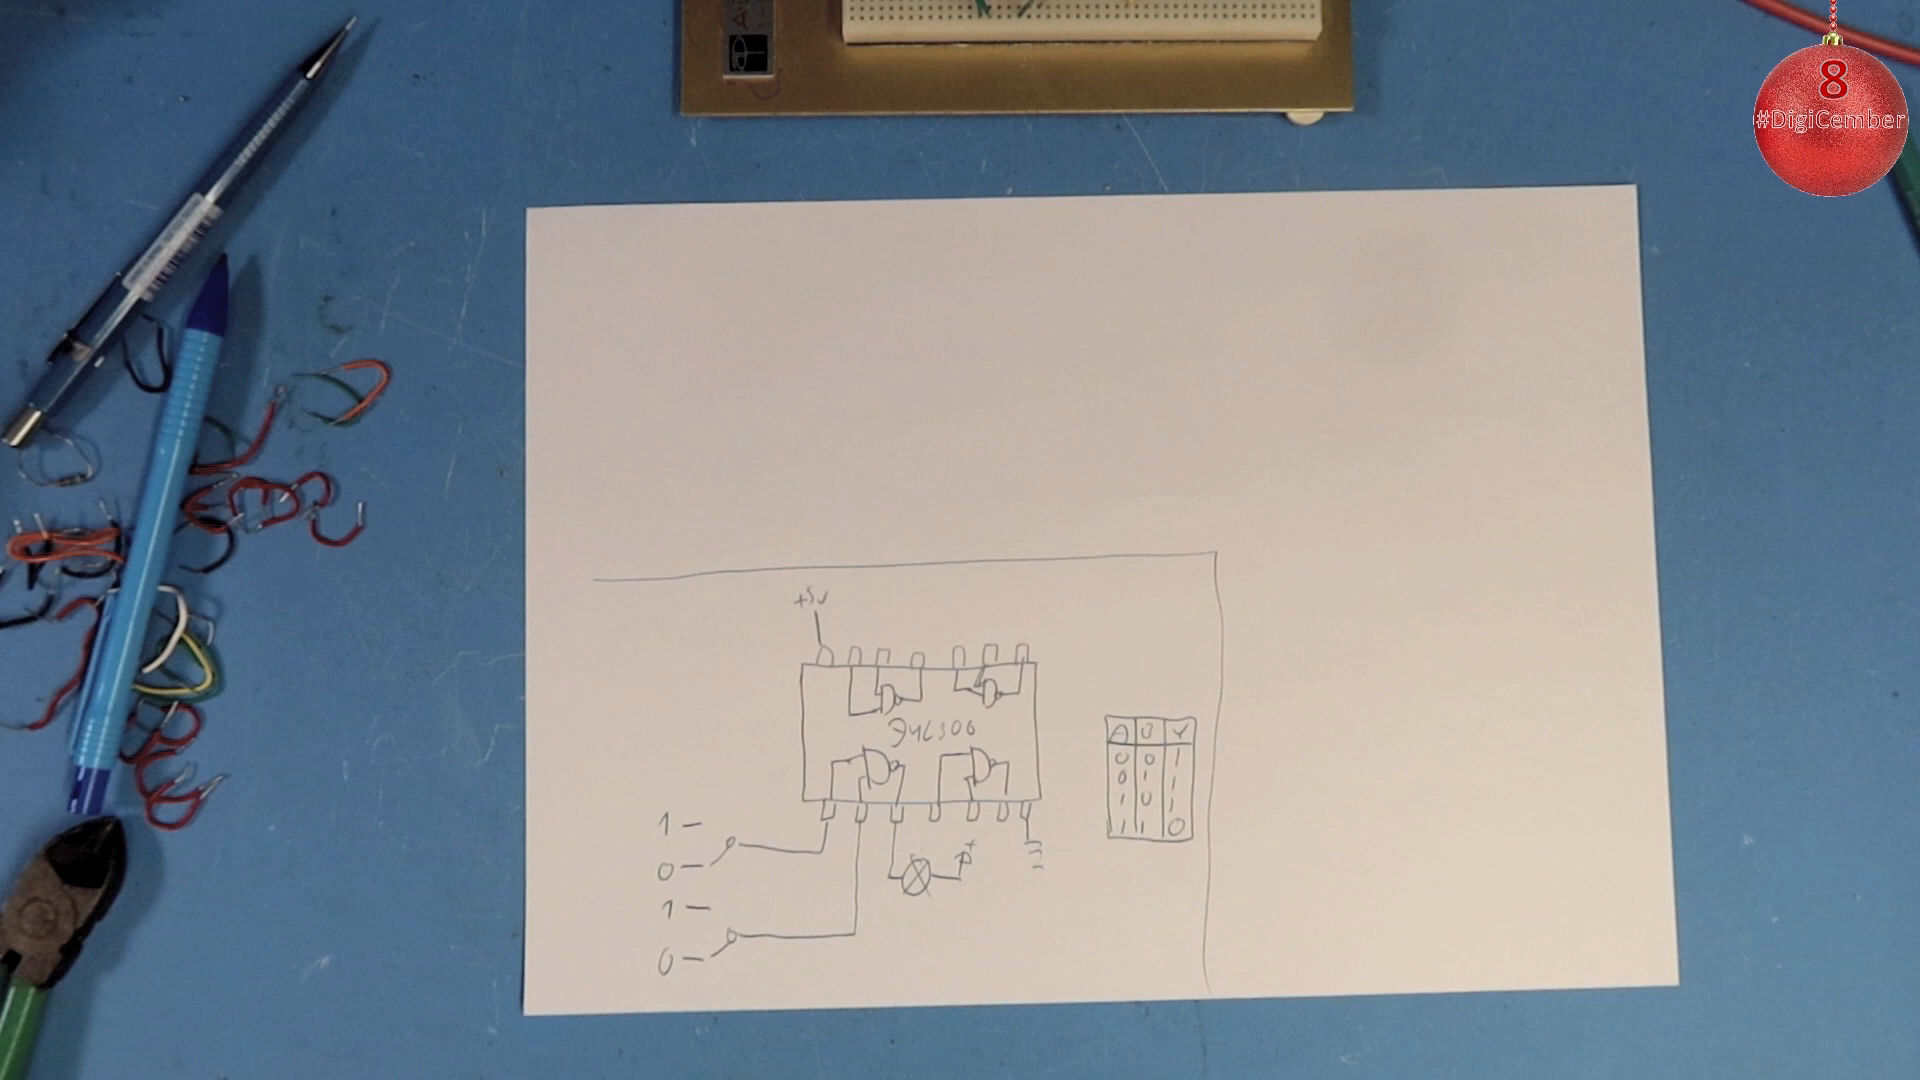 8
#DigiCember
+5V
74LS00
A B Y
0 0 1
0 1 1
1 0 1
1 1 0
1
0
1
0